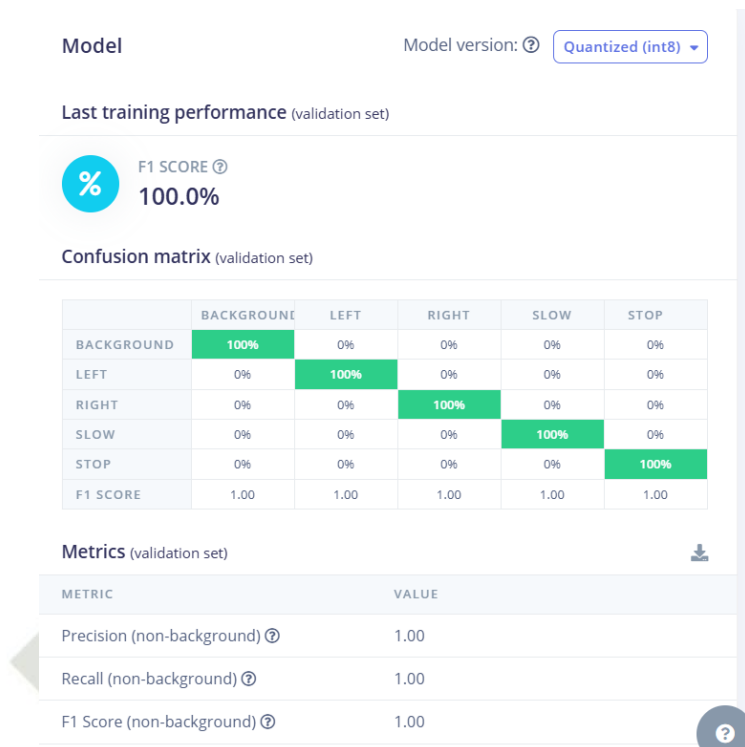 Model Model version: Quantized (int8)
Last training performance (validation set)
%
F1 SCORE
100.0%
Confusion matrix (validation set)
BACKGROUND LEFT RIGHT SLOW STOP
BACKGROUND 100% 0% 0% 0% 0%
LEFT 0% 100% 0% 0% 0%
RIGHT 0% 0% 100% 0% 0%
SLOW 0% 0% 0% 100% 0%
STOP 0% 0% 0% 0% 100%
F1 SCORE 1.00 1.00 1.00 1.00 1.00
Metrics (validation set)
METRIC VALUE
Precision (non-background) 1.00
Recall (non-background) 1.00
F1 Score (non-background) 1.00